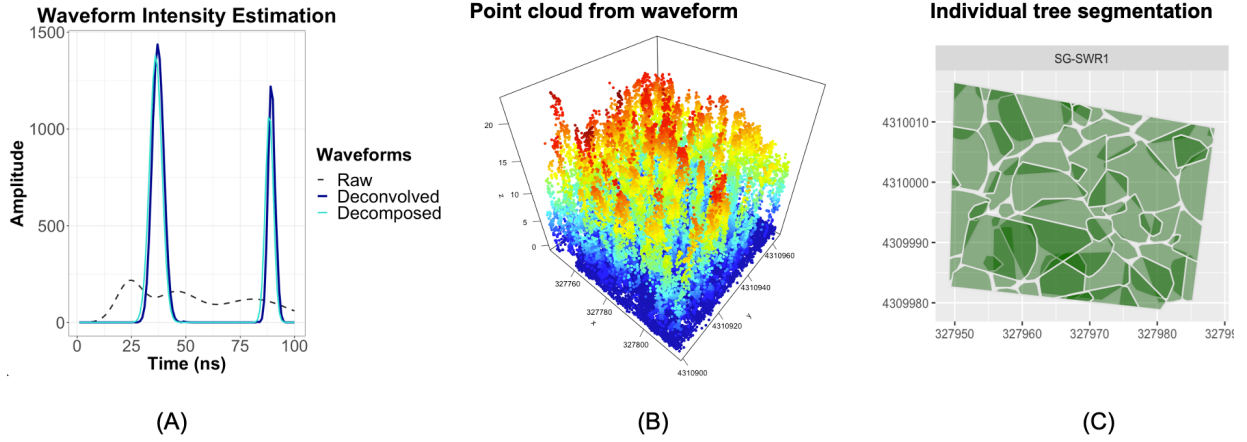 Waveform Intensity Estimation
1500
1000
500
0
Amplitude
0 25 50 75 100
Time (ns)
Waveforms
Raw
Deconvolved
Decomposed
(A)
Point cloud from waveform
20
15
10
5
0
z
327760
327800
x
4310960
4310940
4310920
4310900
y
(B)
Individual tree segmentation
SG-SWR1
4310010
4310000
4309990
4309980
327950 327960 327970 327980 32799
(C)